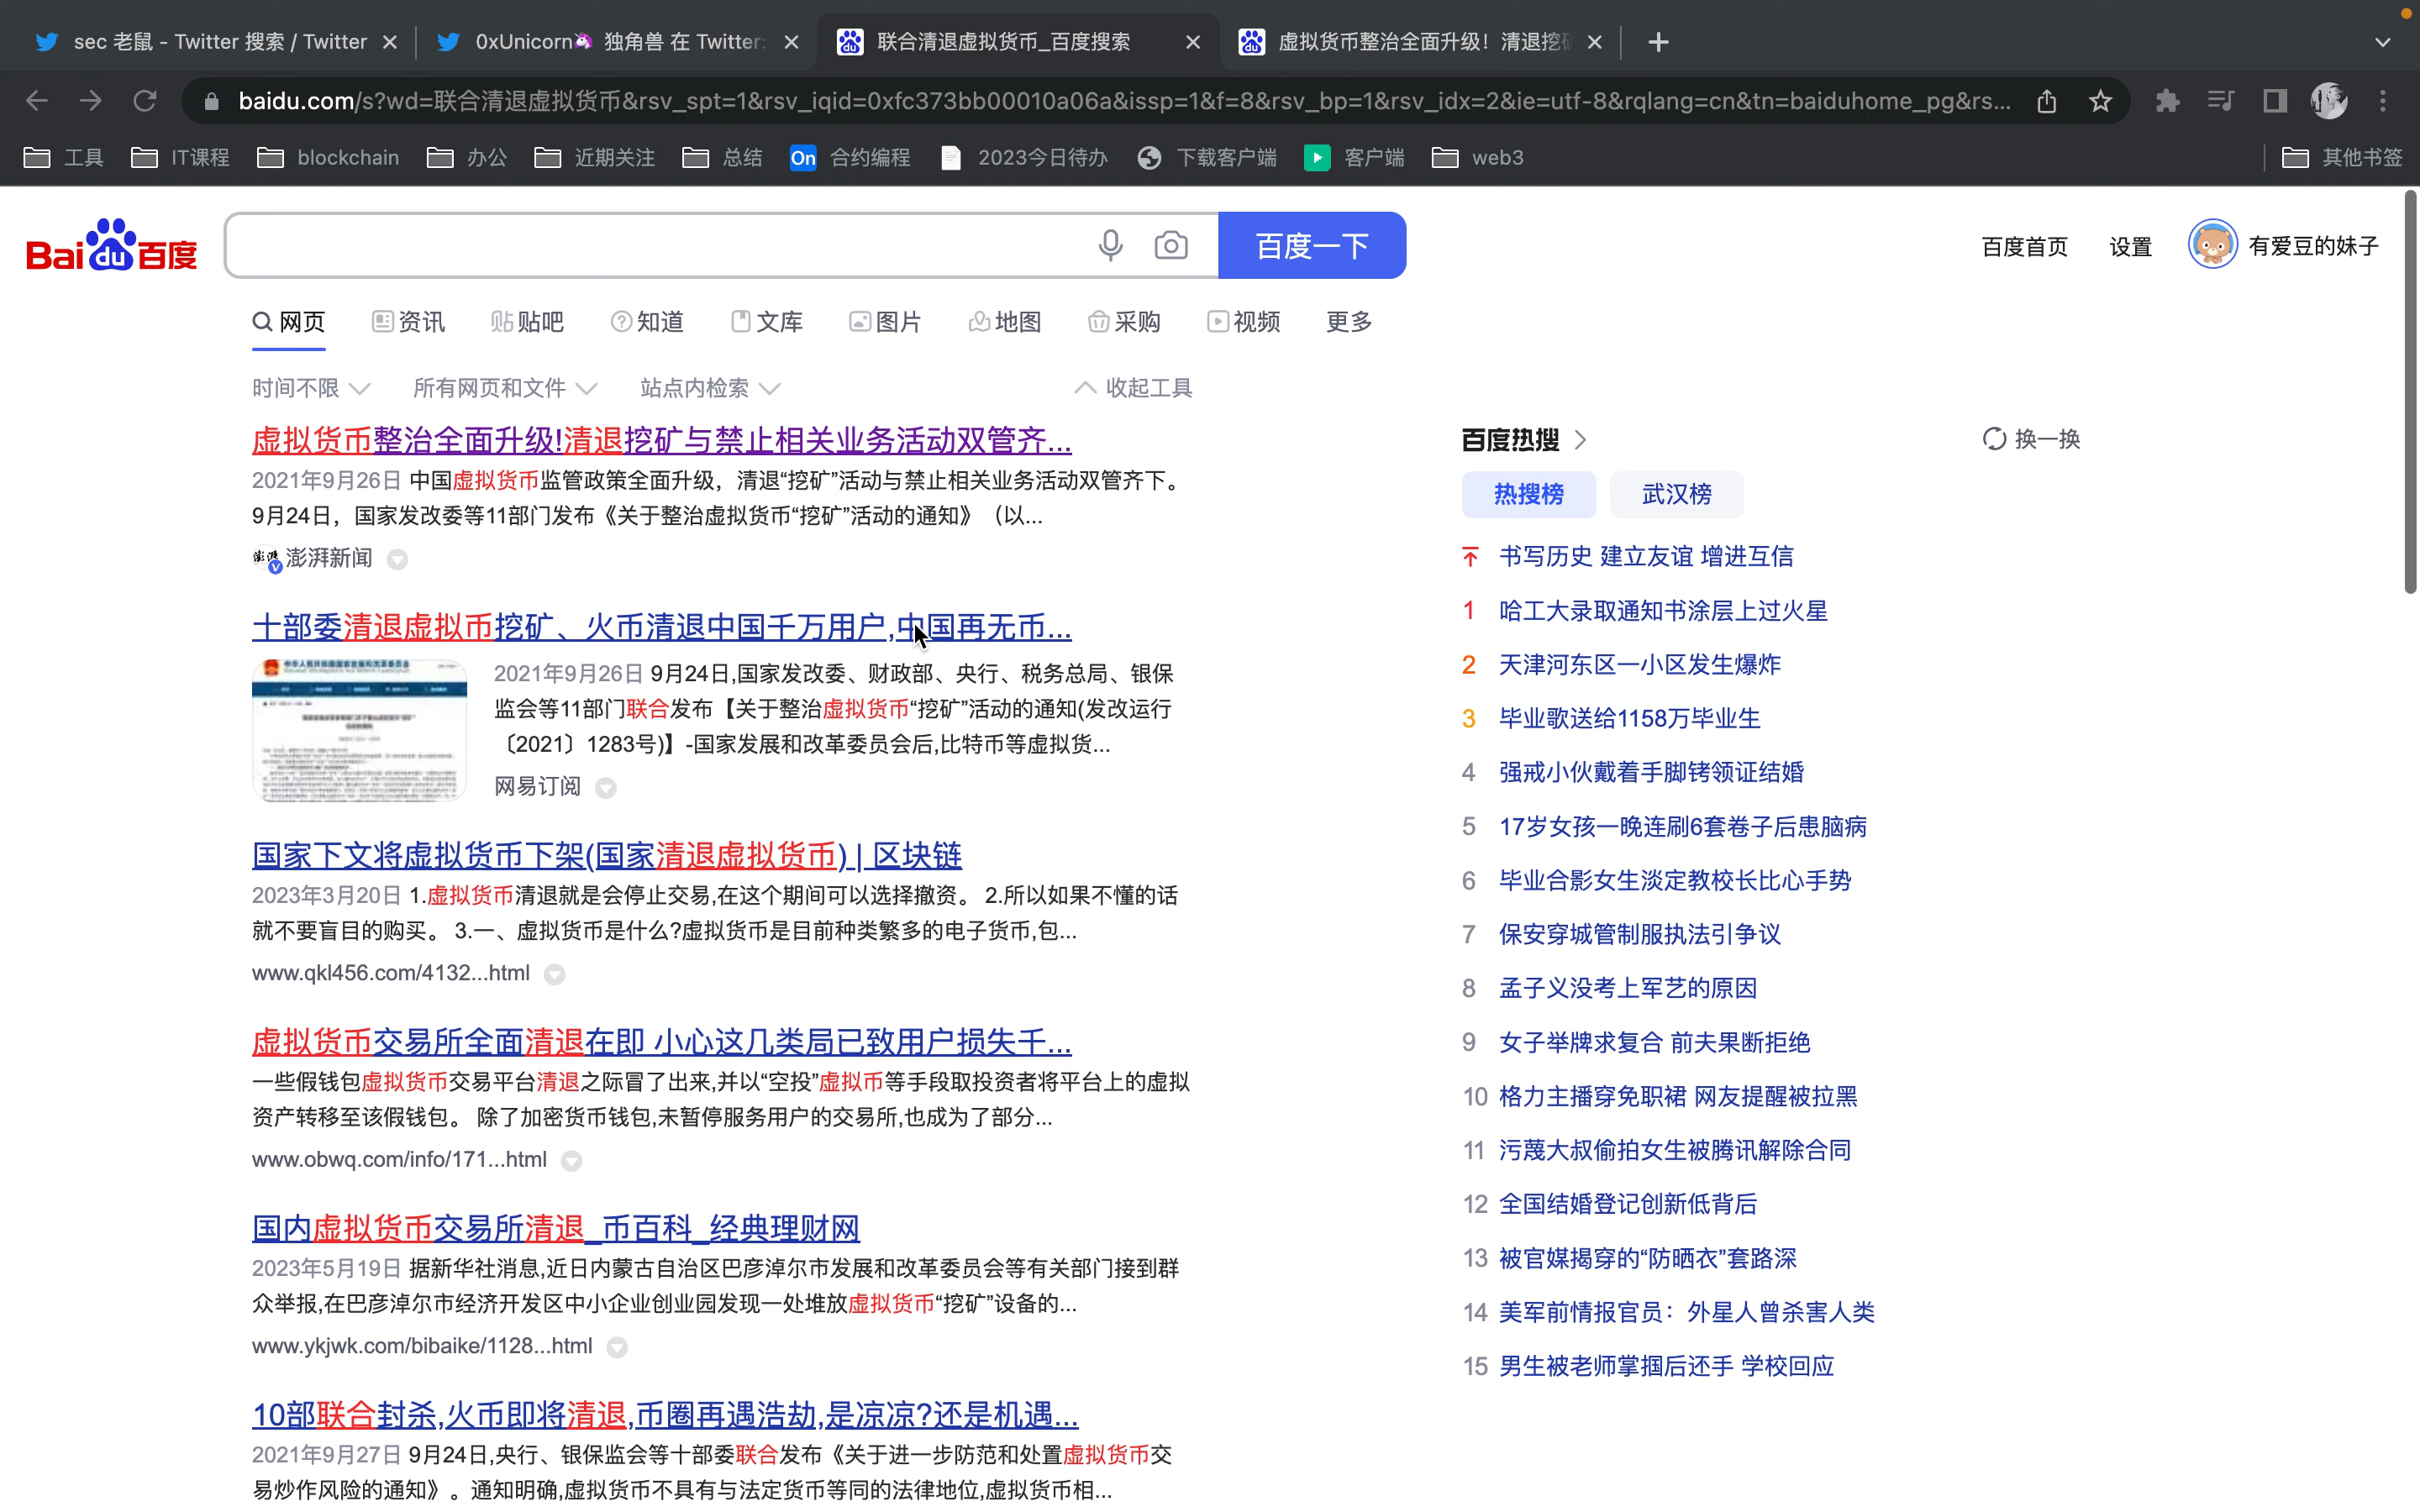 sec 老鼠 - Twitter 搜索 / Twitter
0xUnicorn🦄 独角兽 在 Twitter:
联合清退虚拟货币_百度搜索
虚拟货币整治全面升级！清退挖
baidu.com/s?wd=联合清退虚拟货币&rsv_spt=1&rsv_iqid=0xfc373bb00010a06a&issp=1&f=8&rsv_bp=1&rsv_idx=2&ie=utf-8&rqlang=cn&tn=baiduhome_pg&rs...
工具 IT课程 blockchain 办公 近期关注 总结 On 合约编程 2023今日待办 下载客户端 客户端 web3 其他书签
Bai du 百度
百度一下
百度首页 设置 有爱豆的妹子
网页 资讯 贴吧 知道 文库 图片 地图 采购 视频 更多
时间不限 所有网页和文件 站点内检索 收起工具
虚拟货币整治全面升级!清退挖矿与禁止相关业务活动双管齐...
2021年9月26日 中国虚拟货币监管政策全面升级，清退“挖矿”活动与禁止相关业务活动双管齐下。
9月24日，国家发改委等11部门发布《关于整治虚拟货币“挖矿”活动的通知》（以...
澎湃新闻
十部委清退虚拟币挖矿、火币清退中国千万用户,中国再无币...
2021年9月26日 9月24日,国家发改委、财政部、央行、税务总局、银保
监会等11部门联合发布【关于整治虚拟货币“挖矿”活动的通知(发改运行
〔2021〕1283号)】-国家发展和改革委员会后,比特币等虚拟货...
网易订阅
国家下文将虚拟货币下架(国家清退虚拟货币) | 区块链
2023年3月20日 1.虚拟货币清退就是会停止交易,在这个期间可以选择撤资。 2.所以如果不懂的话
就不要盲目的购买。 3.一、虚拟货币是什么?虚拟货币是目前种类繁多的电子货币,包...
www.qkl456.com/4132...html
虚拟货币交易所全面清退在即 小心这几类局已致用户损失千...
一些假钱包虚拟货币交易平台清退之际冒了出来,并以“空投”虚拟币等手段取投资者将平台上的虚拟
资产转移至该假钱包。 除了加密货币钱包,未暂停服务用户的交易所,也成为了部分...
www.obwq.com/info/171...html
国内虚拟货币交易所清退_币百科_经典理财网
2023年5月19日 据新华社消息,近日内蒙古自治区巴彦淖尔市发展和改革委员会等有关部门接到群
众举报,在巴彦淖尔市经济开发区中小企业创业园发现一处堆放虚拟货币“挖矿”设备的...
www.ykjwk.com/bibaike/1128...html
10部联合封杀,火币即将清退,币圈再遇浩劫,是凉凉?还是机遇...
2021年9月27日 9月24日,央行、银保监会等十部委联合发布《关于进一步防范和处置虚拟货币交
易炒作风险的通知》。通知明确,虚拟货币不具有与法定货币等同的法律地位,虚拟货币相...
百度热搜 换一换
热搜榜 武汉榜
书写历史 建立友谊 增进互信
1 哈工大录取通知书涂层上过火星
2 天津河东区一小区发生爆炸
3 毕业歌送给1158万毕业生
4 强戒小伙戴着手脚铐领证结婚
5 17岁女孩一晚连刷6套卷子后患脑病
6 毕业合影女生淡定教校长比心手势
7 保安穿城管制服执法引争议
8 孟子义没考上军艺的原因
9 女子举牌求复合 前夫果断拒绝
10 格力主播穿免职裙 网友提醒被拉黑
11 污蔑大叔偷拍女生被腾讯解除合同
12 全国结婚登记创新低背后
13 被官媒揭穿的“防晒衣”套路深
14 美军前情报官员：外星人曾杀害人类
15 男生被老师掌掴后还手 学校回应